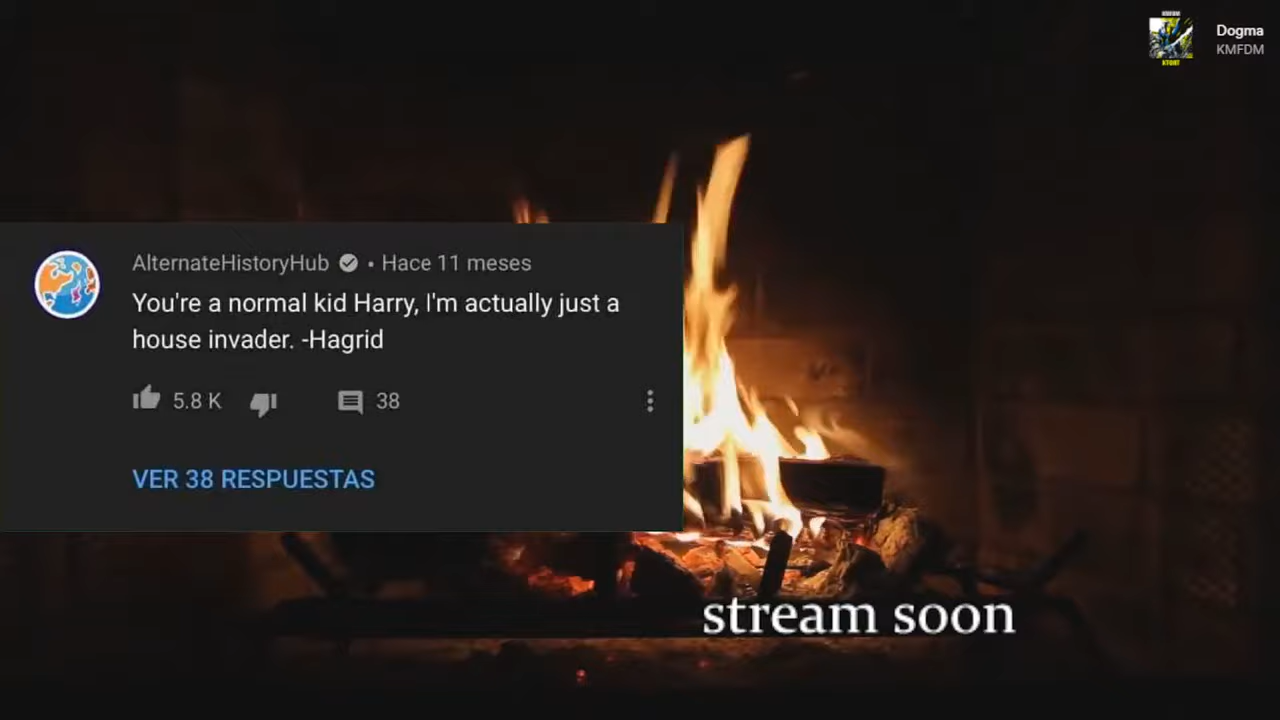 Dogma
KMFDM
AlternateHistoryHub • Hace 11 meses
You're a normal kid Harry, I'm actually just a
house invader. -Hagrid
5.8 K 38
VER 38 RESPUESTAS
stream soon